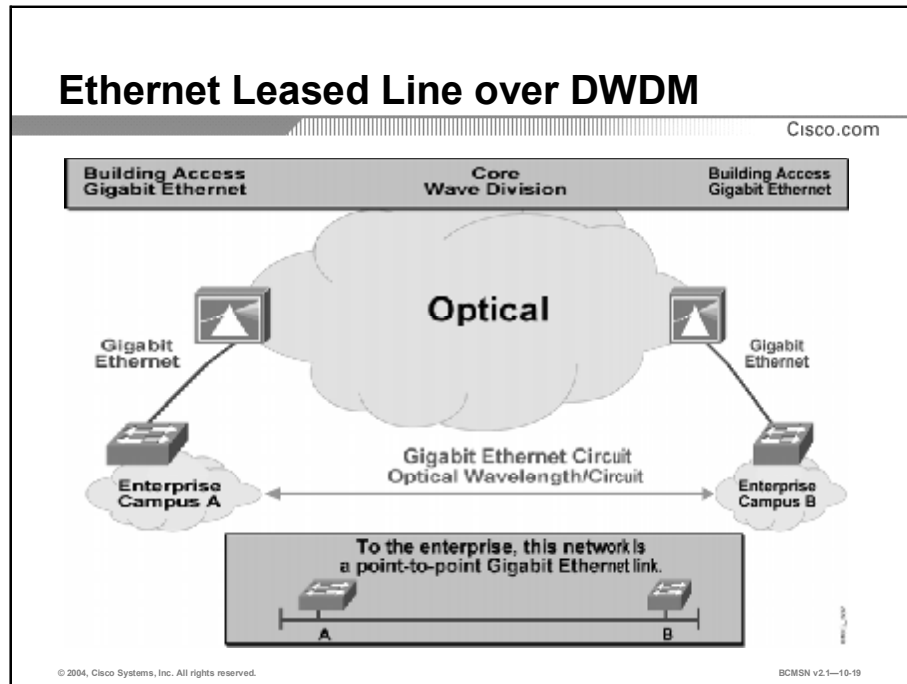 Ethernet Leased Line over DWDM
Cisco.com
Building Access
Gigabit Ethernet
Core
Wave Division
Building Access
Gigabit Ethernet
Optical
Gigabit
Ethernet
Gigabit
Ethernet
Gigabit Ethernet Circuit
Optical Wavelength/Circuit
Enterprise
Campus A
Enterprise
Campus B
To the enterprise, this network is
a point-to-point Gigabit Ethernet link.
A
B
© 2004, Cisco Systems, Inc. All rights reserved.
BCMSN v2.1—10-19